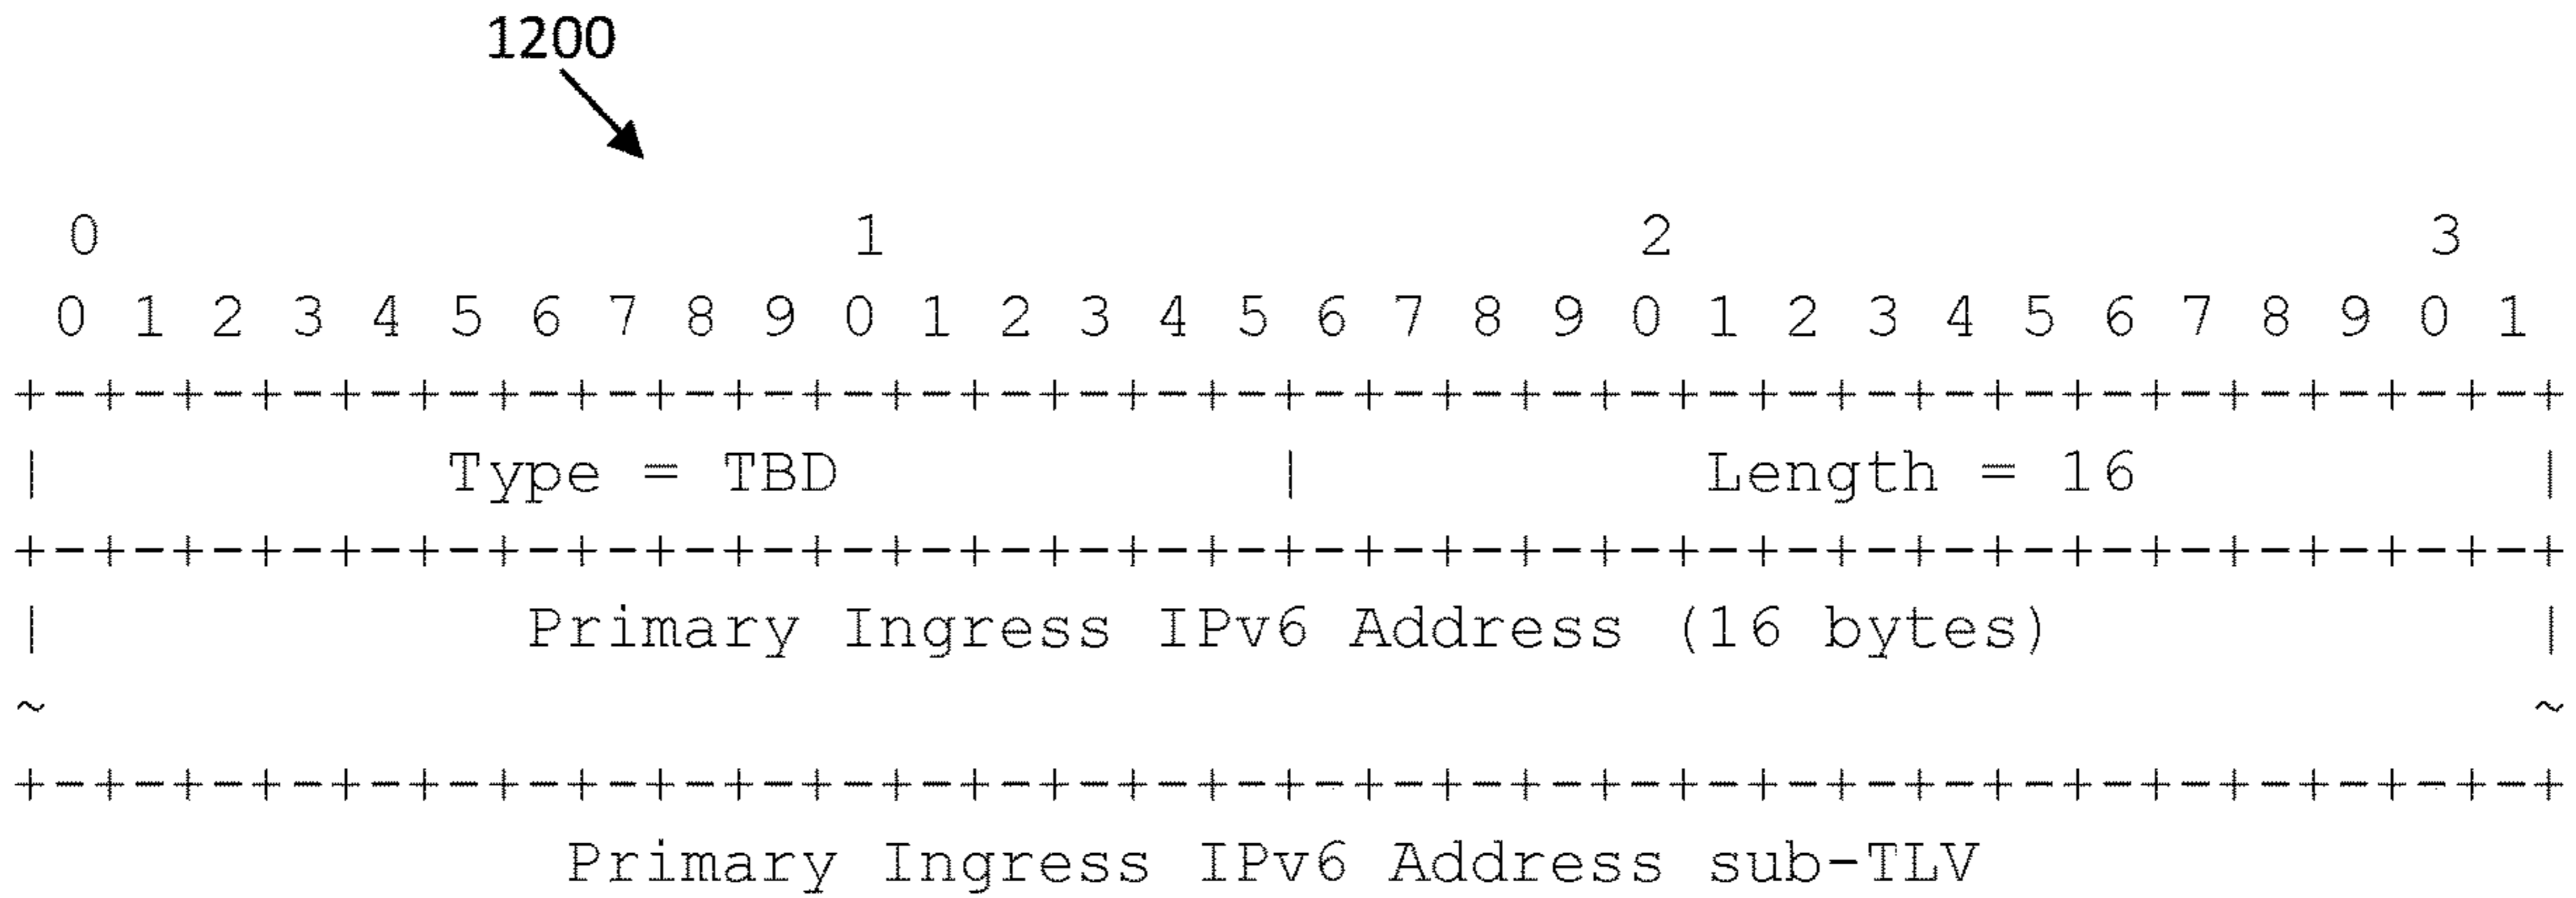 1200
0 1 2 3
0 1 2 3 4 5 6 7 8 9 0 1 2 3 4 5 6 7 8 9 0 1 2 3 4 5 6 7 8 9 0 1
+-+-+-+-+-+-+-+-+-+-+-+-+-+-+-+-+-+-+-+-+-+-+-+-+-+-+-+-+-+-+-+-+
| Type = TBD | Length = 16 |
+-+-+-+-+-+-+-+-+-+-+-+-+-+-+-+-+-+-+-+-+-+-+-+-+-+-+-+-+-+-+-+-+
| Primary Ingress IPv6 Address (16 bytes) |
~ ~
+-+-+-+-+-+-+-+-+-+-+-+-+-+-+-+-+-+-+-+-+-+-+-+-+-+-+-+-+-+-+-+-+
Primary Ingress IPv6 Address sub-TLV